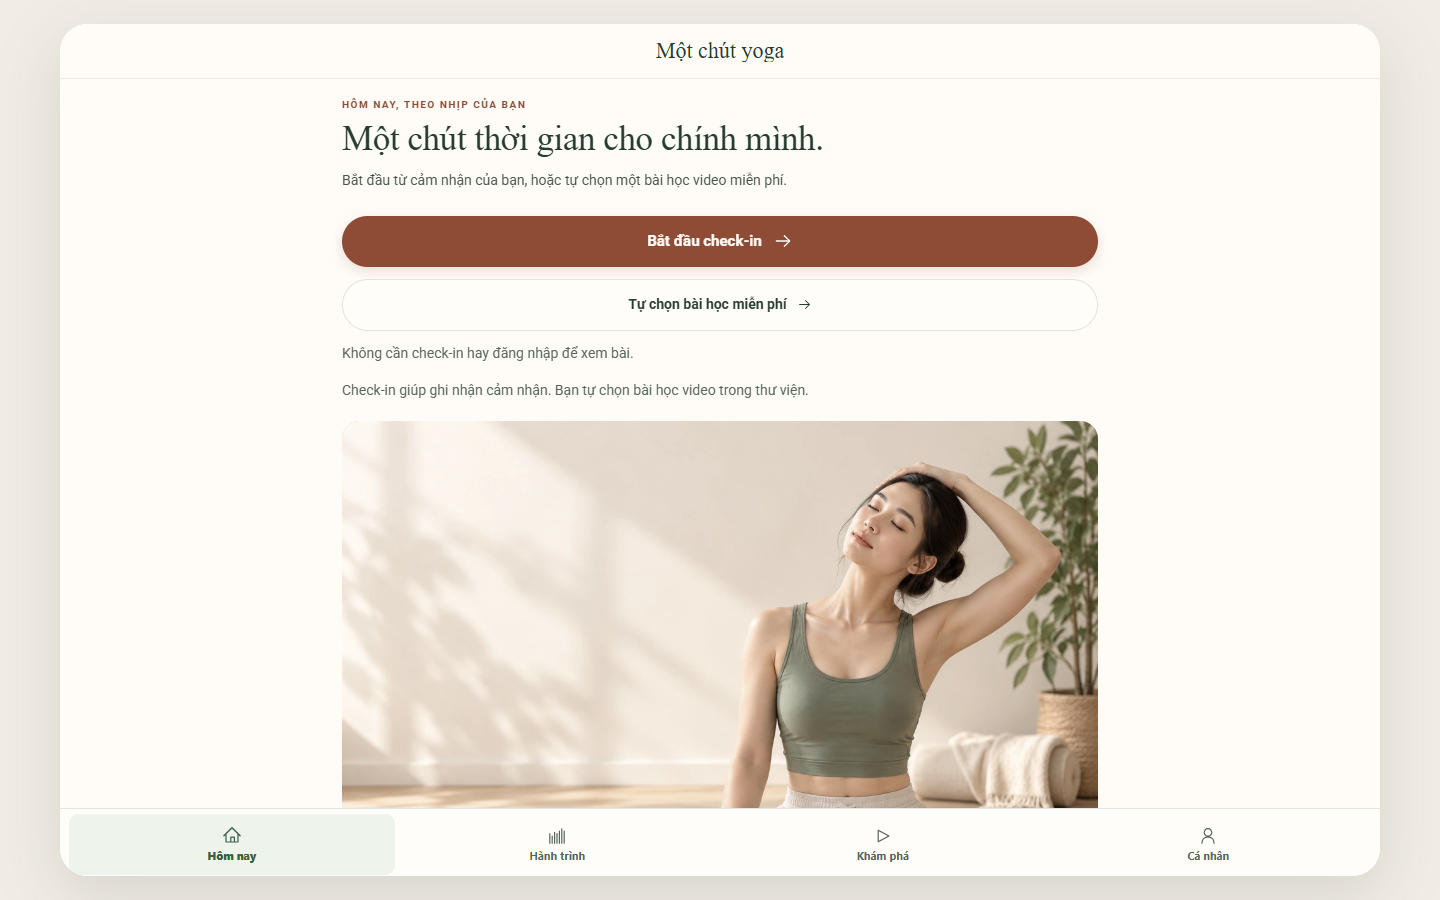 Một chút yoga
HÔM NAY, THEO NHỊP CỦA BẠN
Một chút thời gian cho chính mình.
Bắt đầu từ cảm nhận của bạn, hoặc tự chọn một bài học video miễn phí.
Bắt đầu check-in →
Tự chọn bài học miễn phí →
Không cần check-in hay đăng nhập để xem bài.
Check-in giúp ghi nhận cảm nhận. Bạn tự chọn bài học video trong thư viện.
Hôm nay
Hành trình
Khám phá
Cá nhân